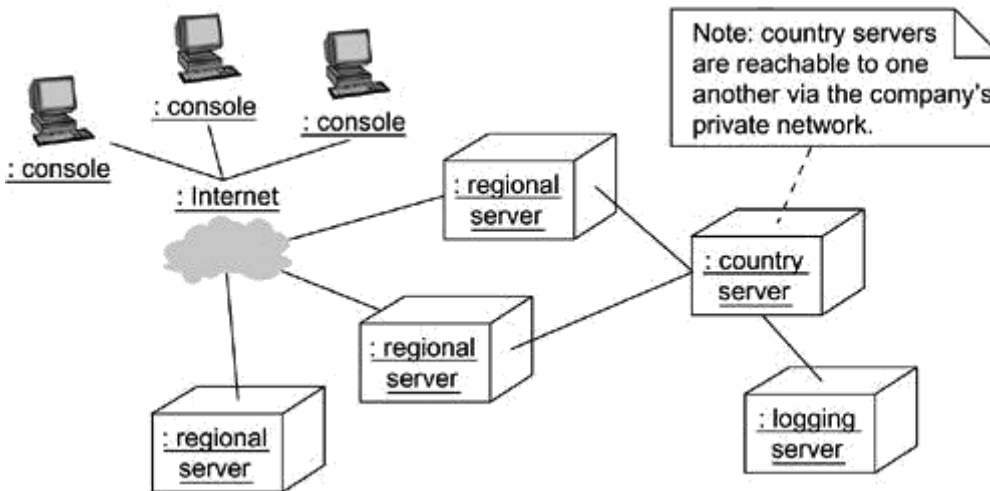 : console
: console
: console
: Internet
: regional
server
Note: country servers
are reachable to one
another via the company's
private network.
: country
server
: regional
server
: regional
server
: logging
server